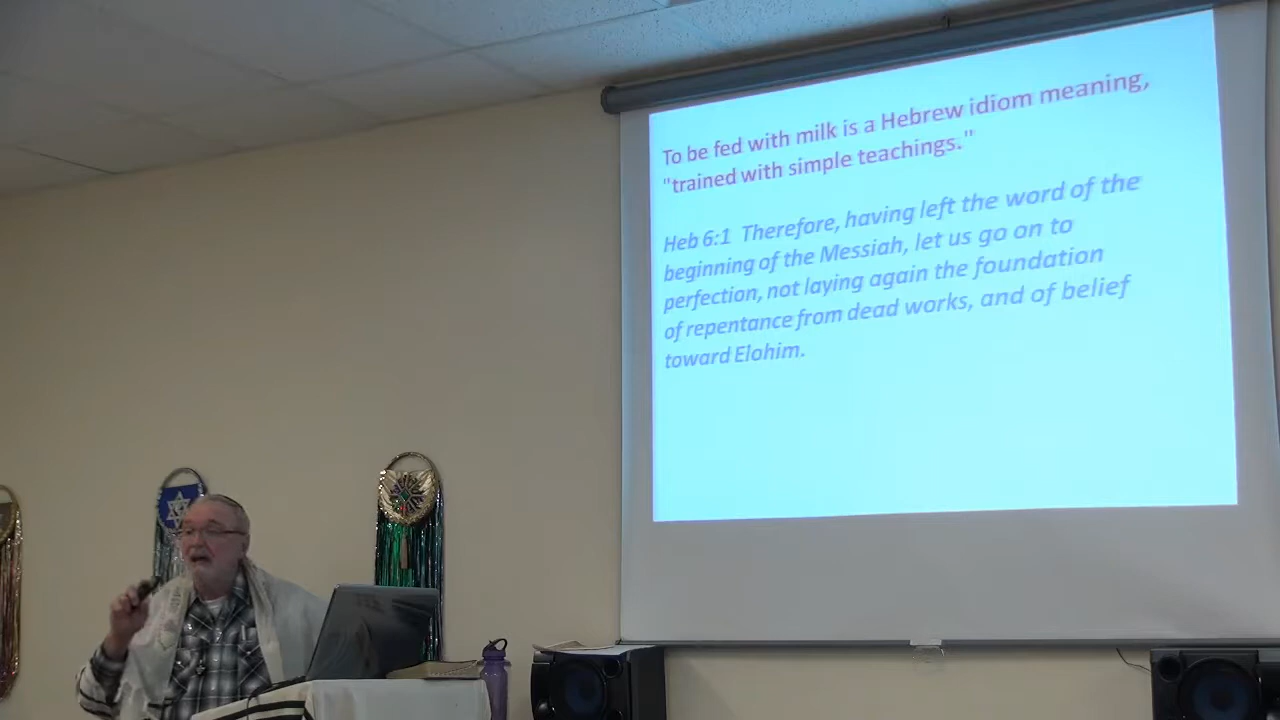 To be fed with milk is a Hebrew idiom meaning,
"trained with simple teachings."
Heb 6:1 Therefore, having left the word of the
beginning of the Messiah, let us go on to
perfection, not laying again the foundation
of repentance from dead works, and of belief
toward Elohim.